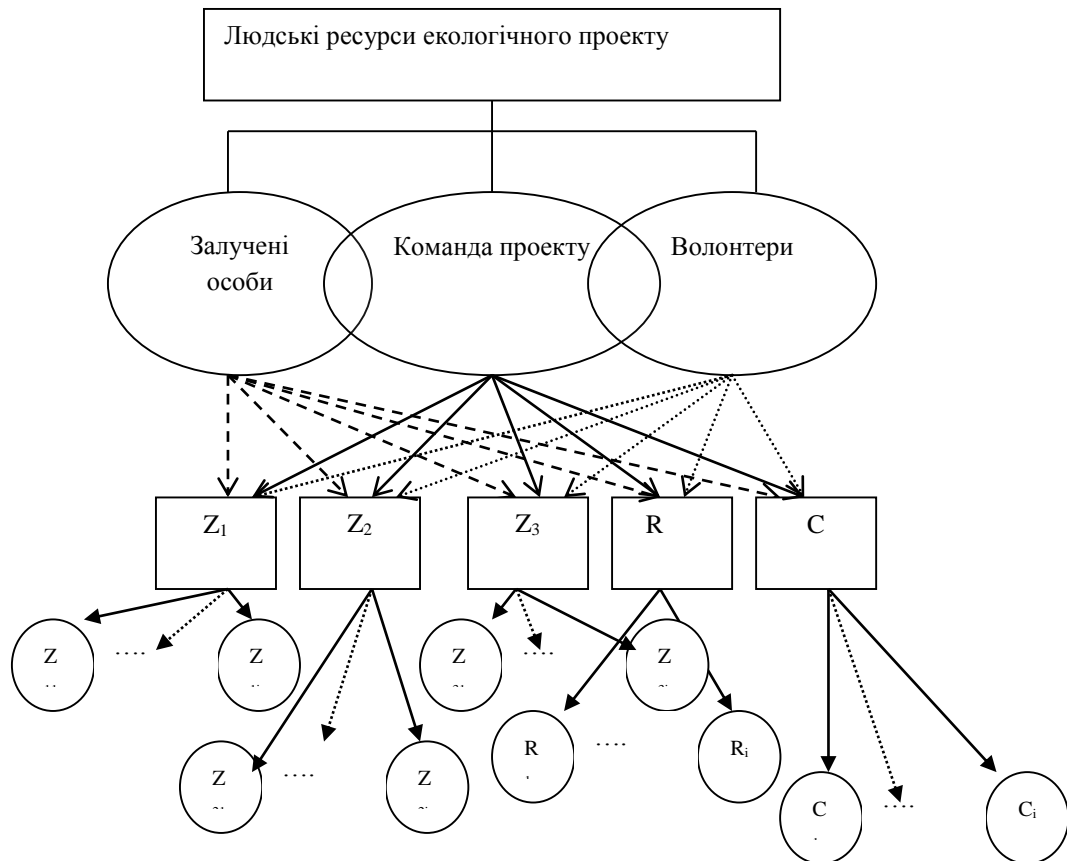 Людські ресурси екологічного проекту
Залучені
особи
Команда проекту
Волонтери
Z₁
Z₂
Z₃
R
C
Z
....
Z
Z
....
Z
Z
....
Z
R
....
Rᵢ
C
....
Cᵢ